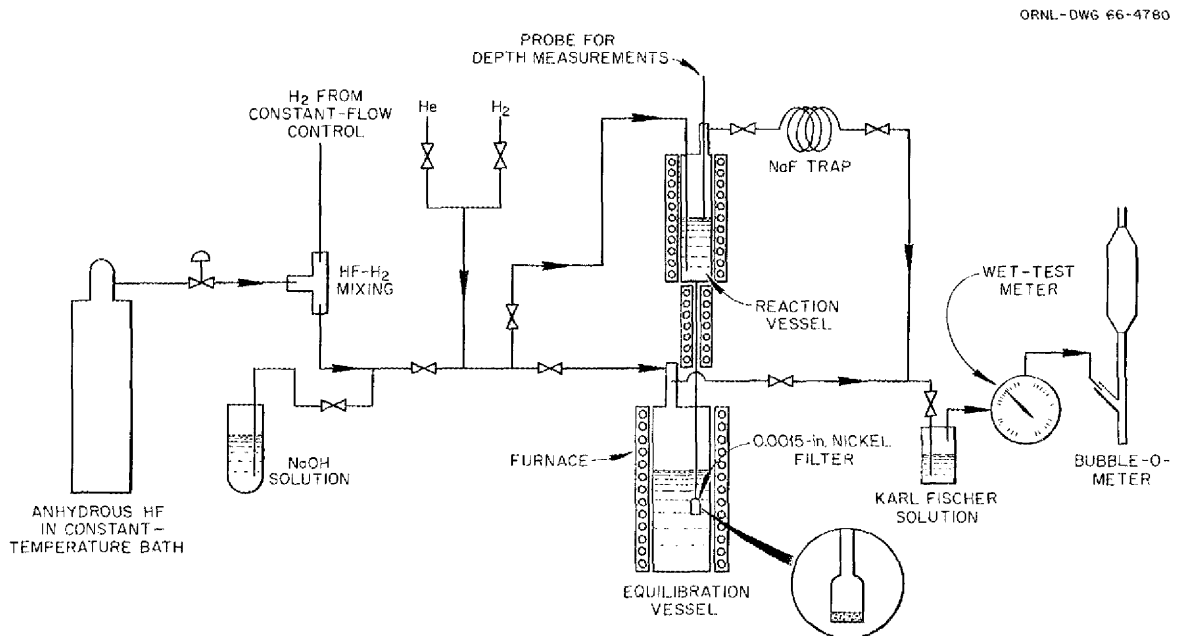 ORNL-DWG 66-4780
PROBE FOR
DEPTH MEASUREMENTS
H2 FROM
CONSTANT-FLOW
CONTROL
He
H2
NaF TRAP
HF-H2
MIXING
WET-TEST
METER
REACTION
VESSEL
0.0015-in. NICKEL
FILTER
FURNACE
NaOH
SOLUTION
ANHYDROUS HF
IN CONSTANT-
TEMPERATURE BATH
KARL FISCHER
SOLUTION
BUBBLE-O-
METER
EQUILIBRATION
VESSEL